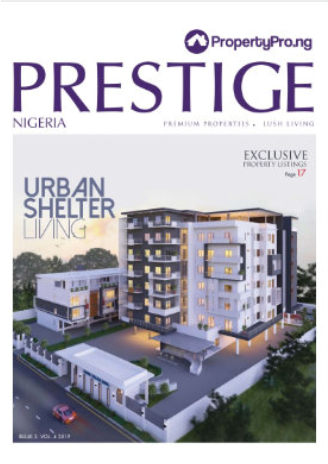 PropertyPro.ng
PRESTIGE
NIGERIA
PREMIUM PROPERTIES . LUSH LIVING
EXCLUSIVE
PROPERTY LISTINGS
Page 17
URBAN
SHELTER
LIVING